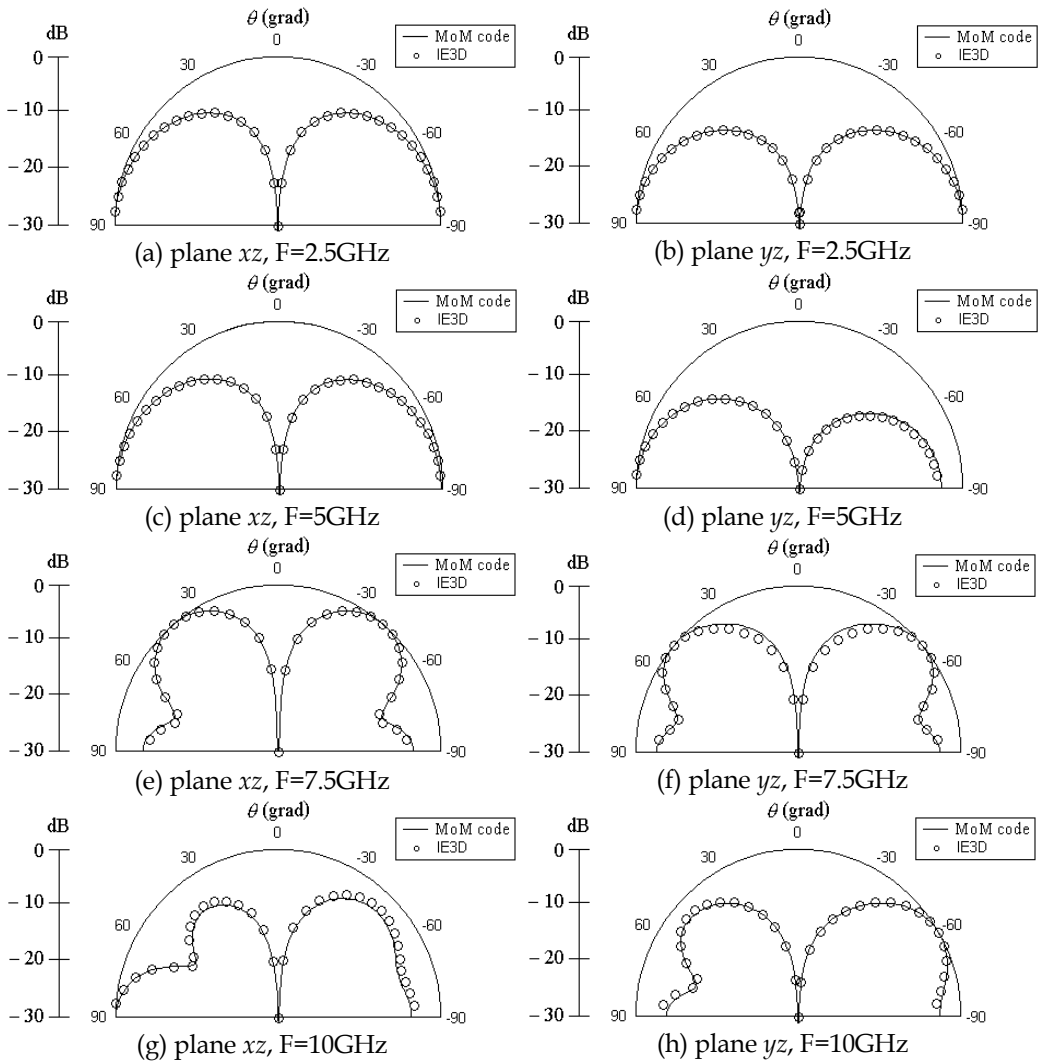 θ (grad)
dB
0
30
-30
60
-60
90
-90
0
– 10
– 20
– 30
MoM code
IE3D
(a) plane xz, F=2.5GHz
θ (grad)
dB
0
30
-30
60
-60
90
-90
0
– 10
– 20
– 30
MoM code
IE3D
(b) plane yz, F=2.5GHz
θ (grad)
dB
0
30
-30
60
-60
90
-90
0
– 10
– 20
– 30
MoM code
IE3D
(c) plane xz, F=5GHz
θ (grad)
dB
0
30
-30
60
-60
90
-90
0
– 10
– 20
– 30
MoM code
IE3D
(d) plane yz, F=5GHz
θ (grad)
dB
0
30
-30
60
-60
90
-90
0
– 10
– 20
– 30
MoM code
IE3D
(e) plane xz, F=7.5GHz
θ (grad)
dB
0
30
-30
60
-60
90
-90
0
– 10
– 20
– 30
MoM code
IE3D
(f) plane yz, F=7.5GHz
θ (grad)
dB
0
30
-30
60
-60
90
-90
0
– 10
– 20
– 30
MoM code
IE3D
(g) plane xz, F=10GHz
θ (grad)
dB
0
30
-30
60
-60
90
-90
0
– 10
– 20
– 30
MoM code
IE3D
(h) plane yz, F=10GHz